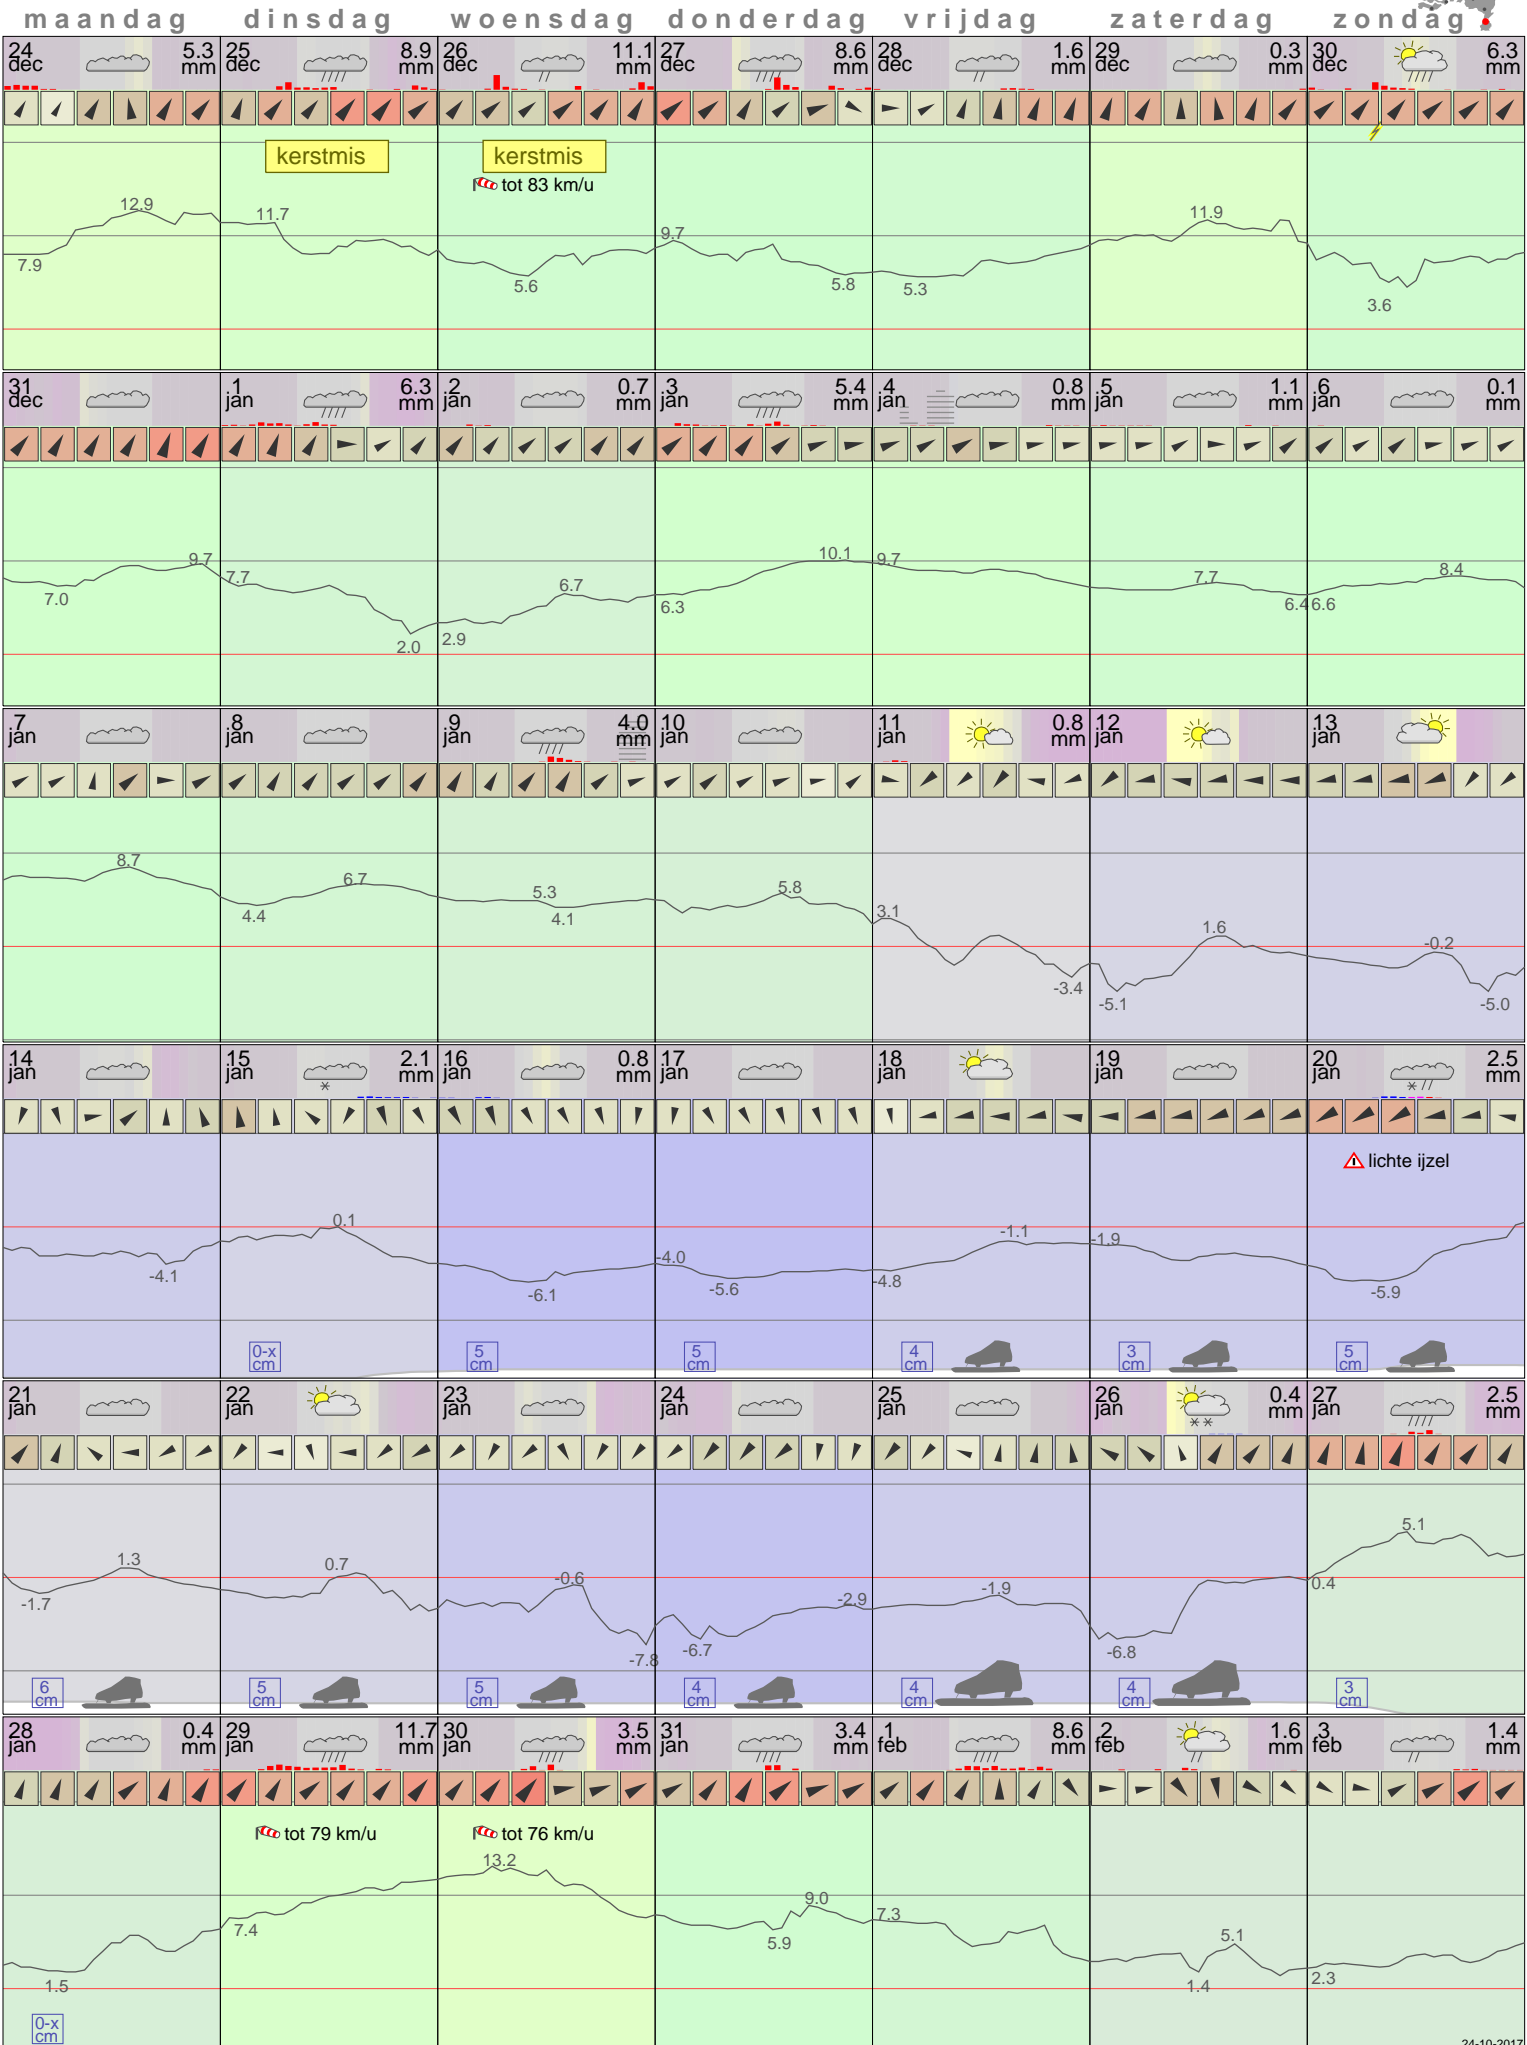 maandag dinsdag woensdag donderdag vrijdag zaterdag zondag
24 dec 5.3 mm 25 dec 8.9 mm 26 dec 11.1 mm 27 dec 8.6 mm 28 dec 1.6 mm 29 dec 0.3 mm 30 dec 6.3 mm
kerstmis kerstmis
tot 83 km/u
12.9 11.7 9.7 11.9
7.9 5.6 5.8 5.3 3.6
31 dec 1 jan 6.3 mm 2 jan 0.7 mm 3 jan 5.4 mm 4 jan 0.8 mm 5 jan 1.1 mm 6 jan 0.1 mm
9.7 7.7 6.7 10.1 9.7 7.7 8.4
7.0 2.0 2.9 6.3 6.4 6.6
7 jan 8 jan 9 jan 4.0 mm 10 jan 11 jan 0.8 mm 12 jan 13 jan
8.7 6.7 5.3 5.8 3.1 1.6 -0.2
4.4 4.1 -3.4 -5.1 -5.0
14 jan 15 jan 2.1 mm 16 jan 0.8 mm 17 jan 18 jan 19 jan 20 jan 2.5 mm
lichte ijzel
0.1 -4.0 -1.1 -1.9
-4.1 -6.1 -5.6 -4.8 -5.9
0-x cm 5 cm 5 cm 4 cm 3 cm 5 cm
21 jan 22 jan 23 jan 24 jan 25 jan 26 jan 0.4 mm 27 jan 2.5 mm
1.3 0.7 -0.6 -2.9 -1.9 5.1
-1.7 -7.8 -6.7 -6.8 0.4
6 cm 5 cm 5 cm 4 cm 4 cm 4 cm 3 cm
28 jan 0.4 mm 29 jan 11.7 mm 30 jan 3.5 mm 31 jan 3.4 mm 1 feb 8.6 mm 2 feb 1.6 mm 3 feb 1.4 mm
tot 79 km/u tot 76 km/u
13.2 9.0 7.3 5.1
1.5 7.4 5.9 1.4 2.3
0-x cm
24-10-2017